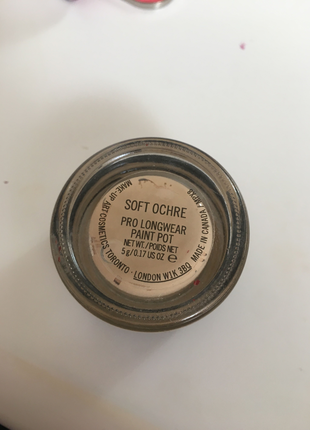 SOFT OCHRE
PRO LONGWEAR
PAINT POT
NET WT./POIDS NET
5 g/0.17 US OZ ℮
MAKE-UP ART COSMETICS TORONTO - LONDON W1K 3BQ MADE IN CANADA